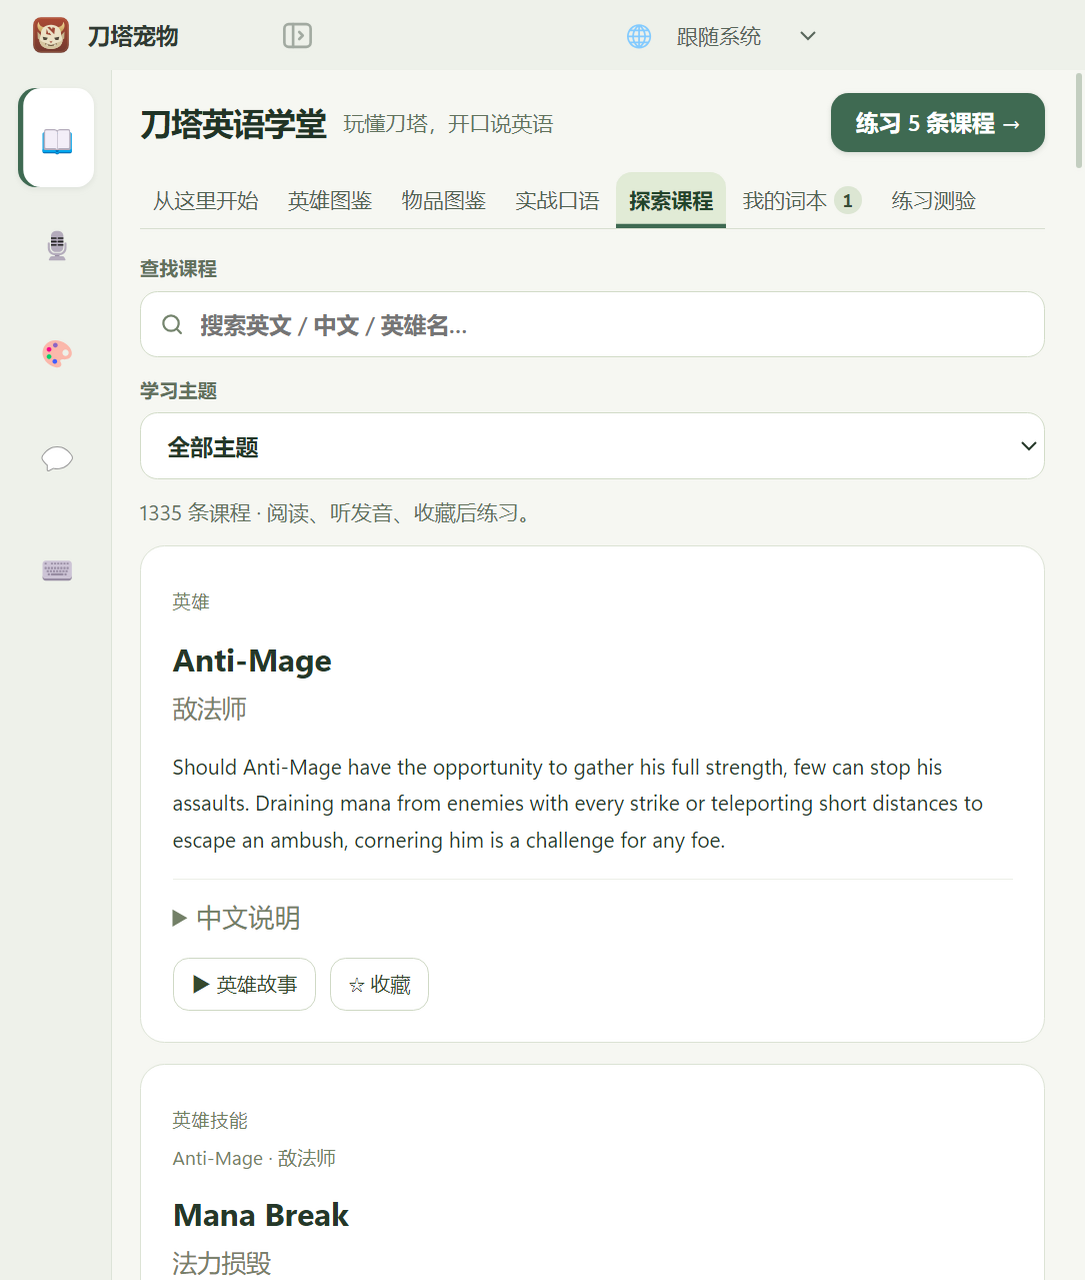 刀塔宠物
跟随系统
刀塔英语学堂
玩懂刀塔，开口说英语
练习 5 条课程 →
从这里开始 英雄图鉴 物品图鉴 实战口语 探索课程 我的词本 1 练习测验
查找课程
搜索英文 / 中文 / 英雄名...
学习主题
全部主题
1335 条课程 · 阅读、听发音、收藏后练习。
英雄
Anti-Mage
敌法师
Should Anti-Mage have the opportunity to gather his full strength, few can stop his
assaults. Draining mana from enemies with every strike or teleporting short distances to
escape an ambush, cornering him is a challenge for any foe.
▶ 中文说明
▶ 英雄故事 ☆ 收藏
英雄技能
Anti-Mage · 敌法师
Mana Break
法力损毁